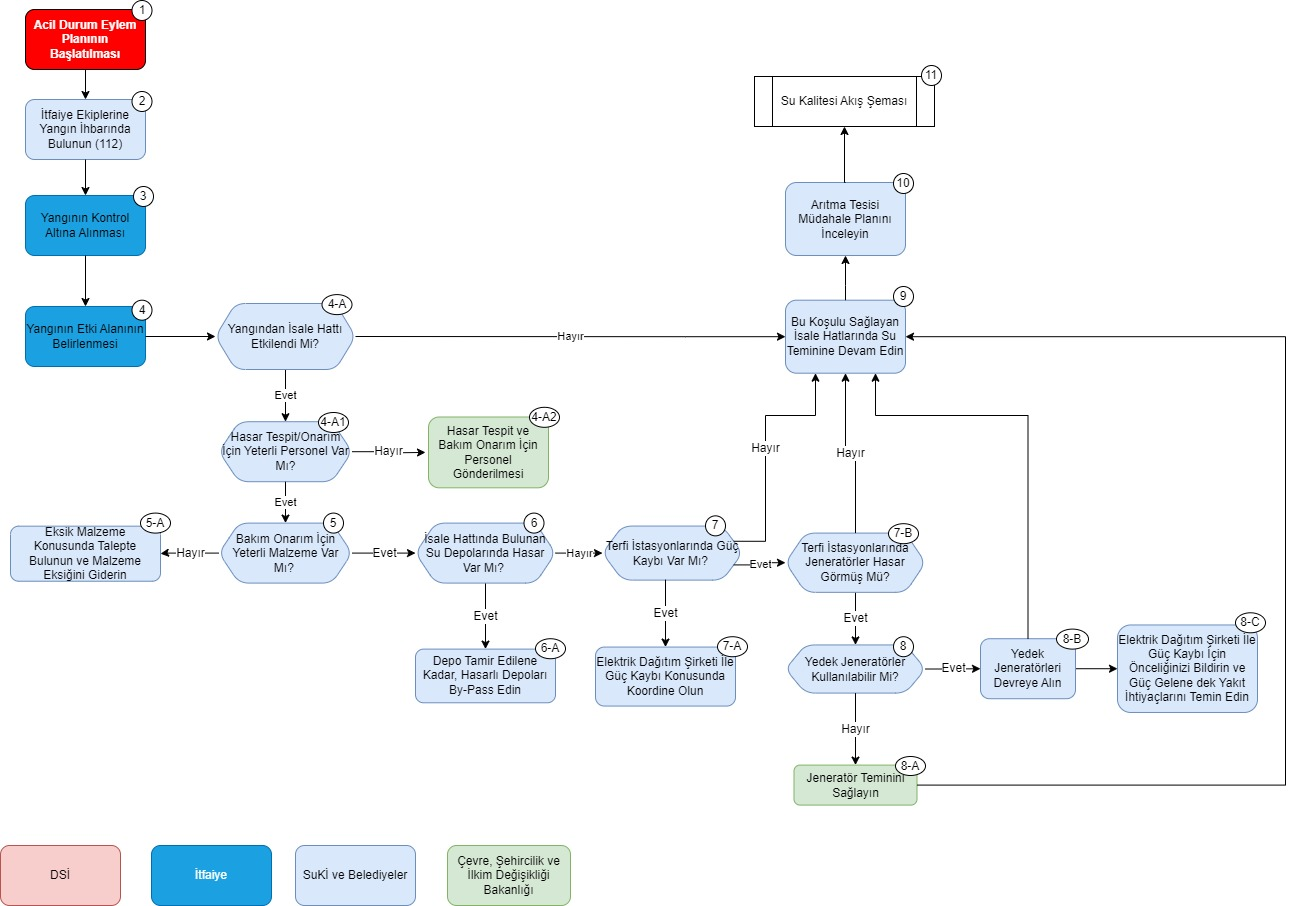 1
Acil Durum Eylem
Planının
Başlatılması
2
İtfaiye Ekiplerine
Yangın İhbarında
Bulunun (112)
3
Yangının Kontrol
Altına Alınması
4
Yangının Etki Alanının
Belirlenmesi
4-A
Yangından İsale Hattı
Etkilendi Mi?
Hayır
Evet
4-A1
Hasar Tespit/Onarım
İçin Yeterli Personel Var
Mı?
Hayır
4-A2
Hasar Tespit ve
Bakım Onarım İçin
Personel
Gönderilmesi
Evet
5
Bakım Onarım İçin
Yeterli Malzeme Var
Mı?
Hayır
5-A
Eksik Malzeme
Konusunda Talepte
Bulunun ve Malzeme
Eksiğini Giderin
Evet
6
İsale Hattında Bulunan
Su Depolarında Hasar
Var Mı?
Evet
6-A
Depo Tamir Edilene
Kadar, Hasarlı Depoları
By-Pass Edin
Hayır
7
Terfi İstasyonlarında Güç
Kaybı Var Mı?
Hayır
Evet
7-A
Elektrik Dağıtım Şirketi İle
Güç Kaybı Konusunda
Koordine Olun
Evet
7-B
Terfi İstasyonlarında
Jeneratörler Hasar
Görmüş Mü?
Hayır
Evet
8
Yedek Jeneratörler
Kullanılabilir Mi?
Hayır
8-A
Jeneratör Teminini
Sağlayın
Evet
8-B
Yedek
Jeneratörleri
Devreye Alın
8-C
Elektrik Dağıtım Şirketi İle
Güç Kaybı İçin
Önceliğinizi Bildirin ve
Güç Gelene dek Yakıt
İhtiyaçlarını Temin Edin
9
Bu Koşulu Sağlayan
İsale Hatlarında Su
Teminine Devam Edin
10
Arıtma Tesisi
Müdahale Planını
İnceleyin
11
Su Kalitesi Akış Şeması
DSİ
İtfaiye
SuKİ ve Belediyeler
Çevre, Şehircilik ve
İlkim Değişikliği
Bakanlığı